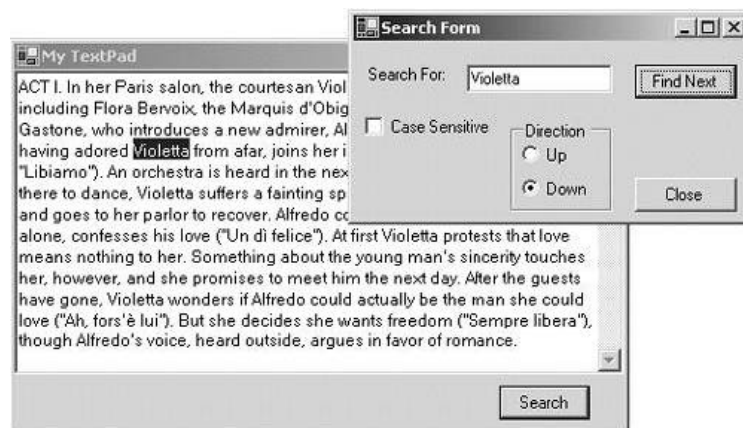 Search Form
My TextPad
Search For: Violetta Find Next
Case Sensitive
Direction
Up
Down
Close
ACT I. In her Paris salon, the courtesan Viol
including Flora Bervoix, the Marquis d'Obig
Gastone, who introduces a new admirer, Al
having adored Violetta from afar, joins her i
"Libiamo"). An orchestra is heard in the nex
there to dance, Violetta suffers a fainting sp
and goes to her parlor to recover. Alfredo co
alone, confesses his love ("Un dì felice"). At first Violetta protests that love
means nothing to her. Something about the young man's sincerity touches
her, however, and she promises to meet him the next day. After the guests
have gone, Violetta wonders if Alfredo could actually be the man she could
love ("Ah, fors'è lui"). But she decides she wants freedom ("Sempre libera"),
though Alfredo's voice, heard outside, argues in favor of romance.
Search